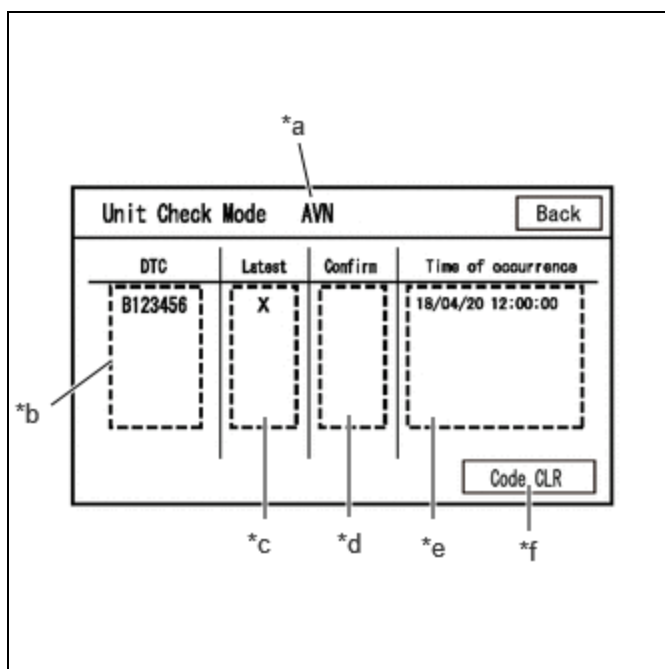 *a
Unit Check Mode AVN Back
DTC Latest Confirm Time of occurrence
B123456 X 18/04/20 12:00:00
*b
Code CLR
*c *d *e *f